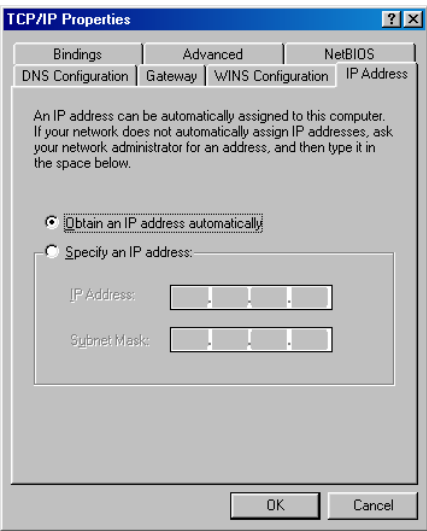 TCP/IP Properties
Bindings Advanced NetBIOS
DNS Configuration Gateway WINS Configuration IP Address
An IP address can be automatically assigned to this computer.
If your network does not automatically assign IP addresses, ask
your network administrator for an address, and then type it in
the space below.
Obtain an IP address automatically
Specify an IP address:
IP Address:
Subnet Mask:
OK Cancel